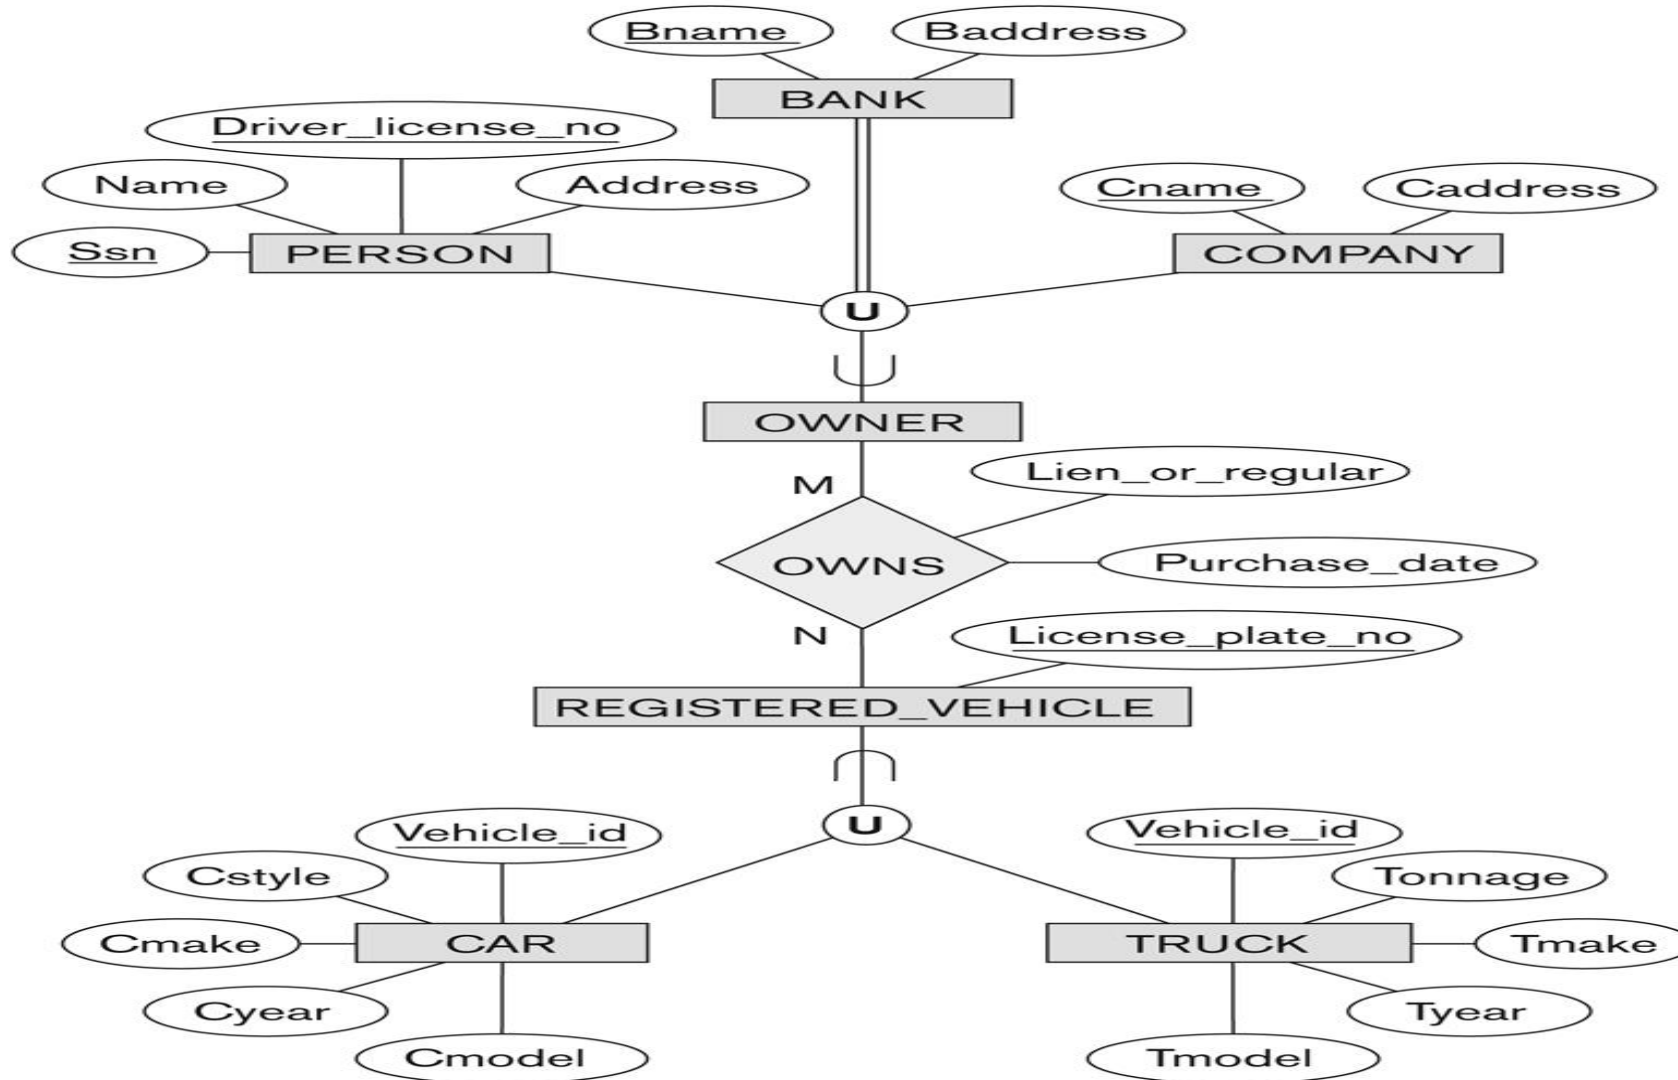 Bname
Baddress
BANK
Driver_license_no
Name
Address
Cname
Caddress
Ssn
PERSON
COMPANY
U
OWNER
M
Lien_or_regular
OWNS
Purchase_date
N
License_plate_no
REGISTERED_VEHICLE
U
Vehicle_id
Vehicle_id
Cstyle
Tonnage
Cmake
CAR
TRUCK
Tmake
Cyear
Tyear
Cmodel
Tmodel